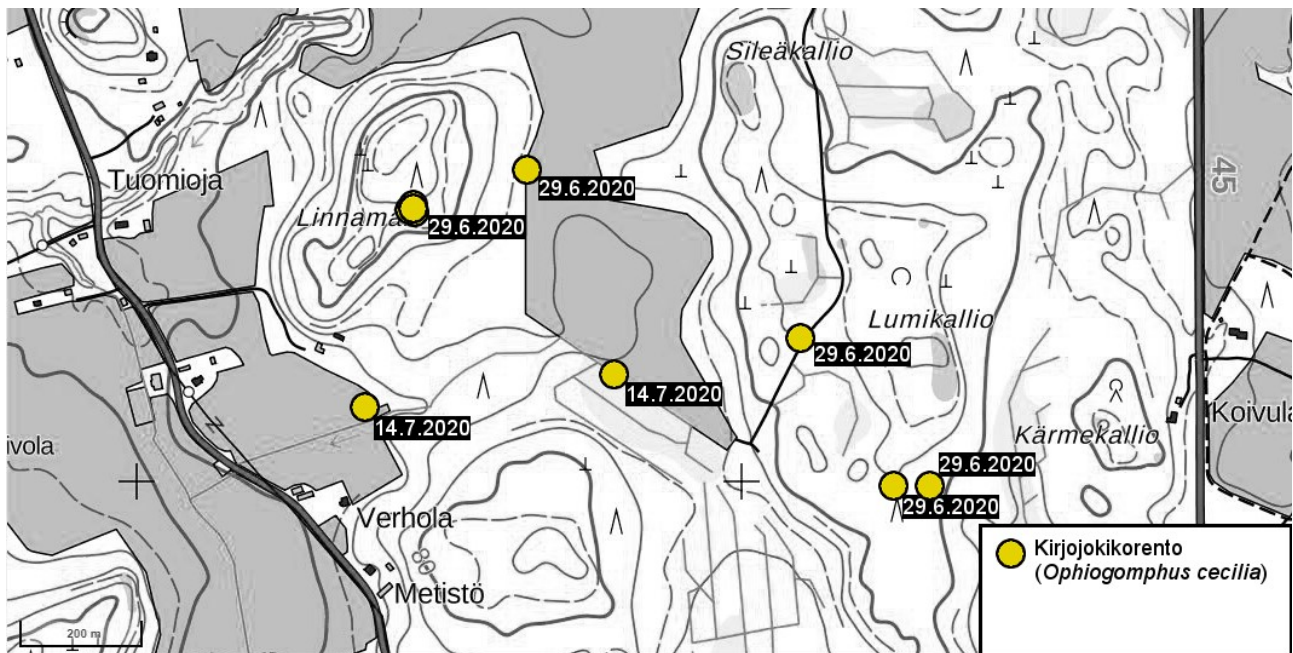 Sileäkallio
45
Tuomioja
29.6.2020
Linnamä
29.6.2020
Lumikallio
29.6.2020
14.7.2020
14.7.2020
Koivula
Kärmekallio
ivola
29.6.2020
29.6.2020
Verhola
Kirjojokikorento
(Ophiogomphus cecilia)
Metistö
200 m